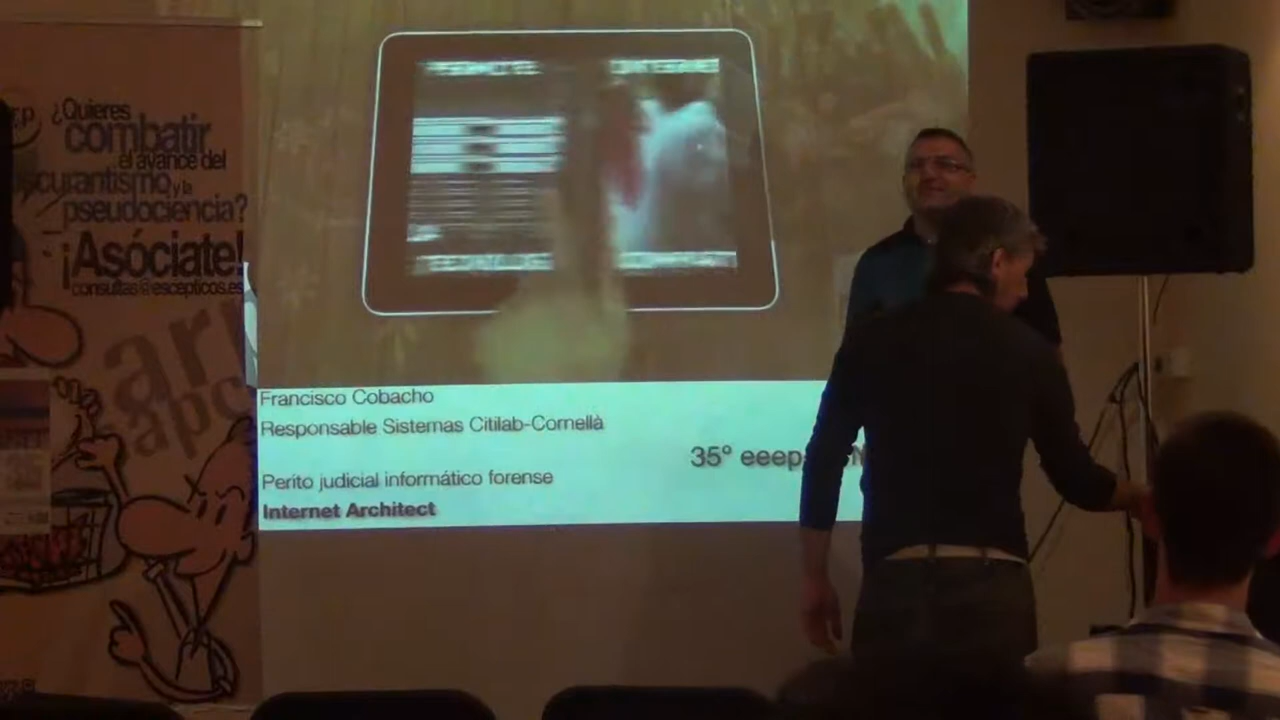 ¿Quieres
combatir
el avance del
scurantismo y la
pseudociencia?
¡Asóciate!
consultas@escepticos.es
Francisco Cobacho
Responsable Sistemas Citilab-Cornellà
35º eeep
Perito judicial informático forense
Internet Architect